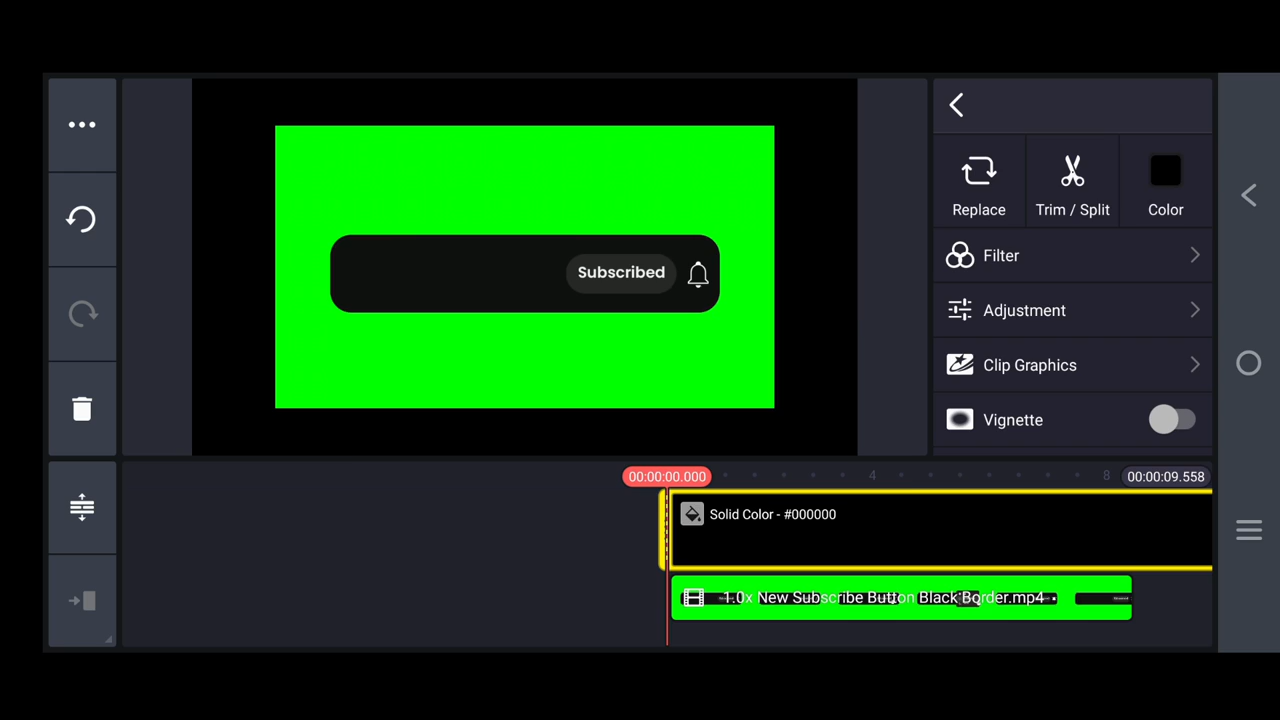 Subscribed
Replace
Trim / Split
Color
Filter
Adjustment
Clip Graphics
Vignette
00:00:00.000
4
8
00:00:09.558
Solid Color - #000000
1.0x New Subscribe Button Black Border.mp4